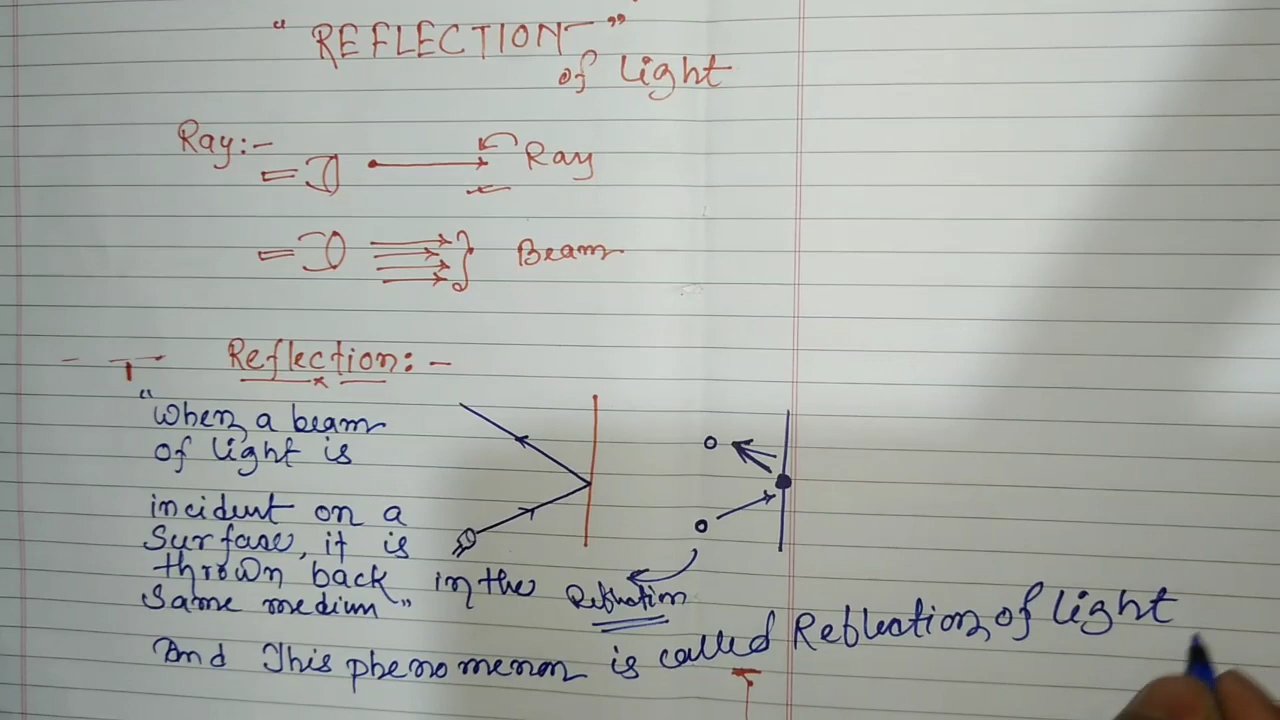 "REFLECTION"
of light
Ray:-
Ray
Beam
Reflection:-
"When a beam
of light is
incident on a
Surfase, it is
thrown back in the
Same medium"
Reflection
And This phenomenon is called Reflection of light